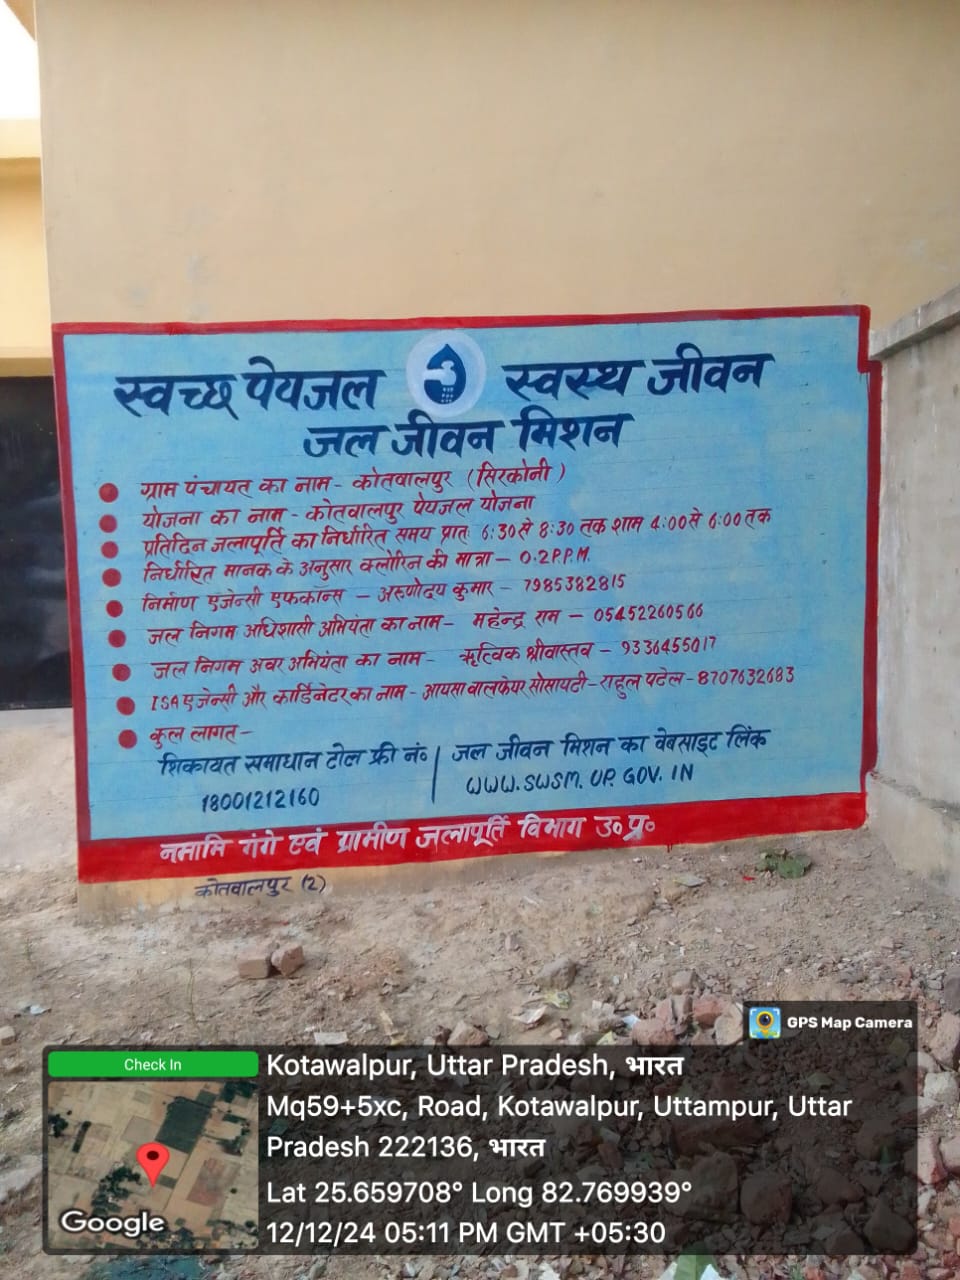 स्वच्छ पेयजल स्वस्थ जीवन
जल जीवन मिशन
ग्राम पंचायत का नाम - कोतवालपुर (सिरकोनी)
योजना का नाम - कोतवालपुर पेयजल योजना
प्रतिदिन जलापूर्ति का निर्धारित समय प्रातः 6:30 से 8:30 तक शाम 4:00 से 6:00 तक
निर्धारित मानक के अनुसार क्लोरिन की मात्रा - 0.2 P.P.M.
निर्माण एजेन्सी एफकॉन्स - अरुणोदय कुमार - 7985382815
जल निगम अधिशासी अभियंता का नाम - महेन्द्र राम - 05452260566
जल निगम अवर अभियंता का नाम - ऋत्विक श्रीवास्तव - 9336455017
ISA एजेन्सी और कार्डिनेटर का नाम - आयसा वालफेयर सोसायटी - राहुल पटेल - 8707632683
कुल लागत -
शिकायत समाधान टोल फ्री नं० | जल जीवन मिशन का वेबसाइट लिंक
18001212160 WWW.SWSM.UP.GOV.IN
नमामि गंगे एवं ग्रामीण जलापूर्ति विभाग उ० प्र०
कोतवालपुर (2)
GPS Map Camera
Check In
Kotawalpur, Uttar Pradesh, भारत
Mq59+5xc, Road, Kotawalpur, Uttampur, Uttar
Pradesh 222136, भारत
Lat 25.659708° Long 82.769939°
12/12/24 05:11 PM GMT +05:30
Google